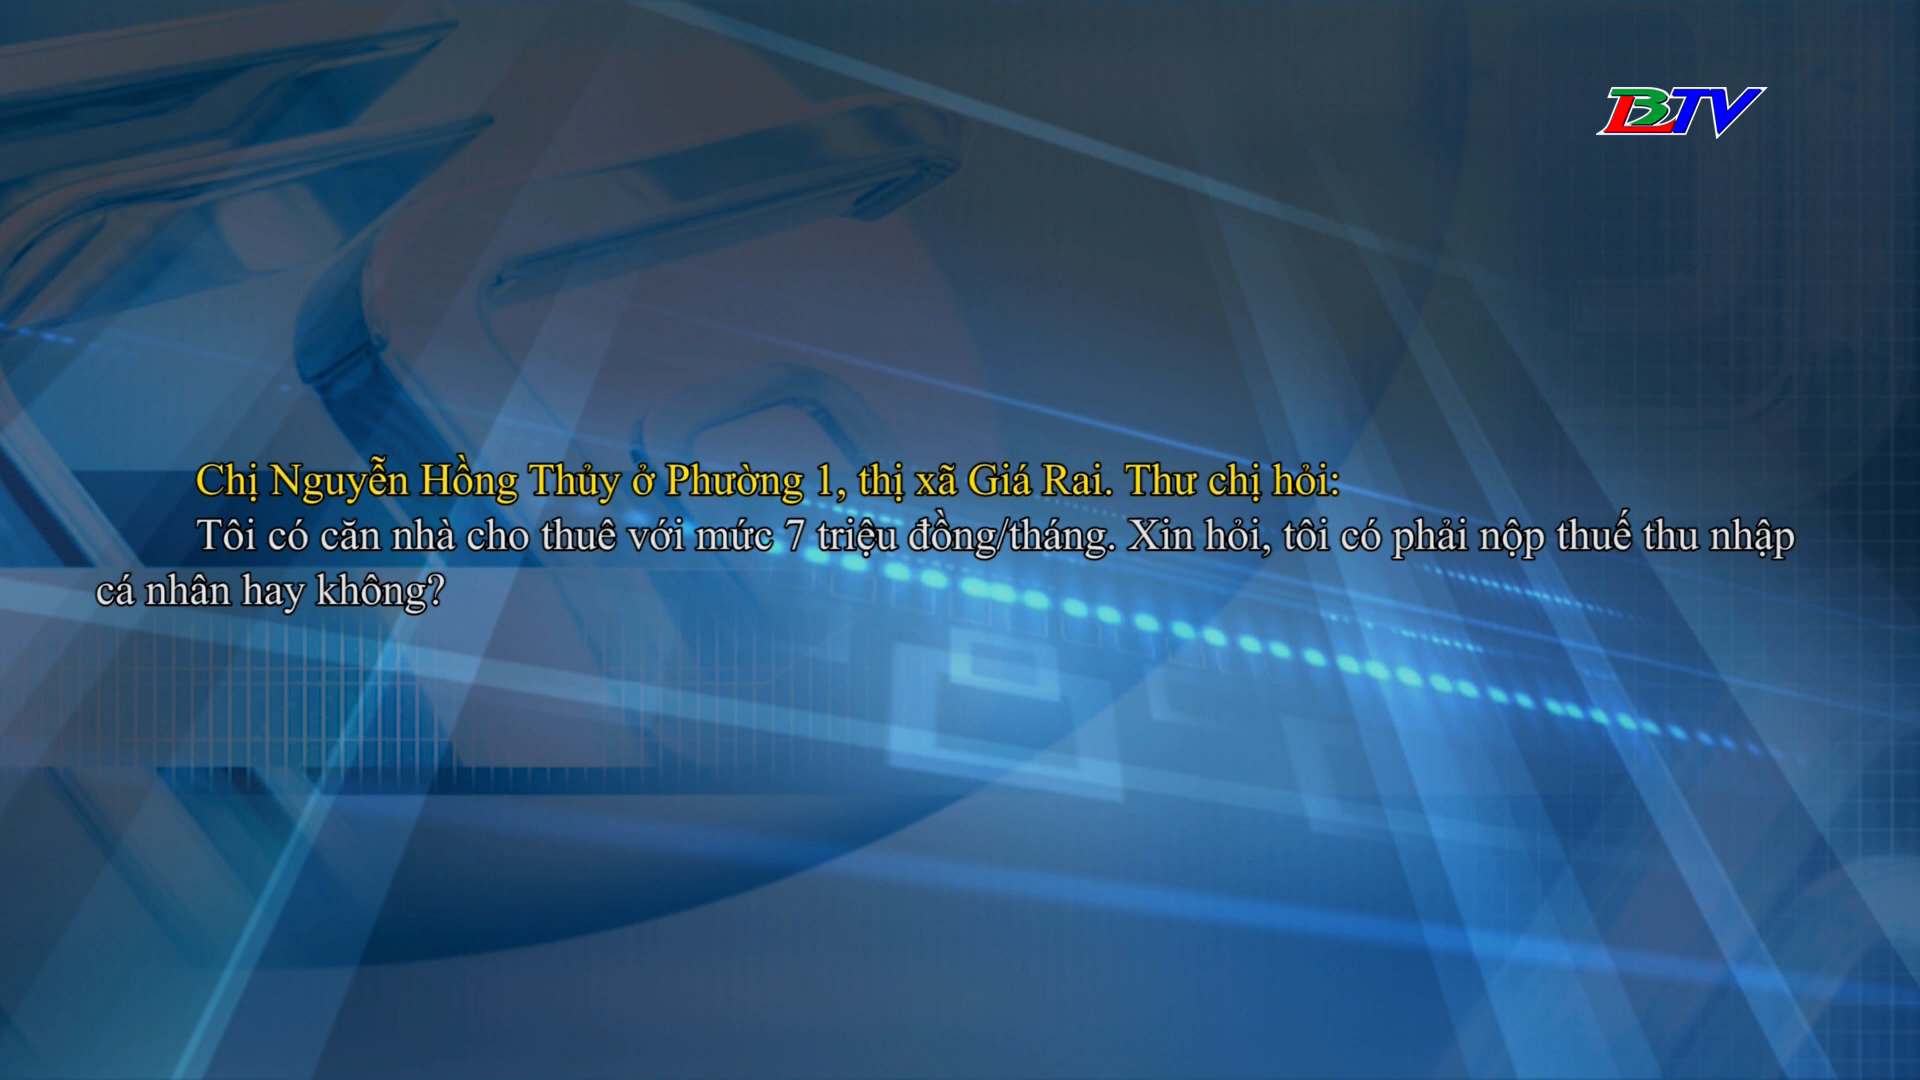 BTV
Chị Nguyễn Hồng Thủy ở Phường 1, thị xã Giá Rai. Thư chị hỏi:
Tôi có căn nhà cho thuê với mức 7 triệu đồng/tháng. Xin hỏi, tôi có phải nộp thuế thu nhập
cá nhân hay không?